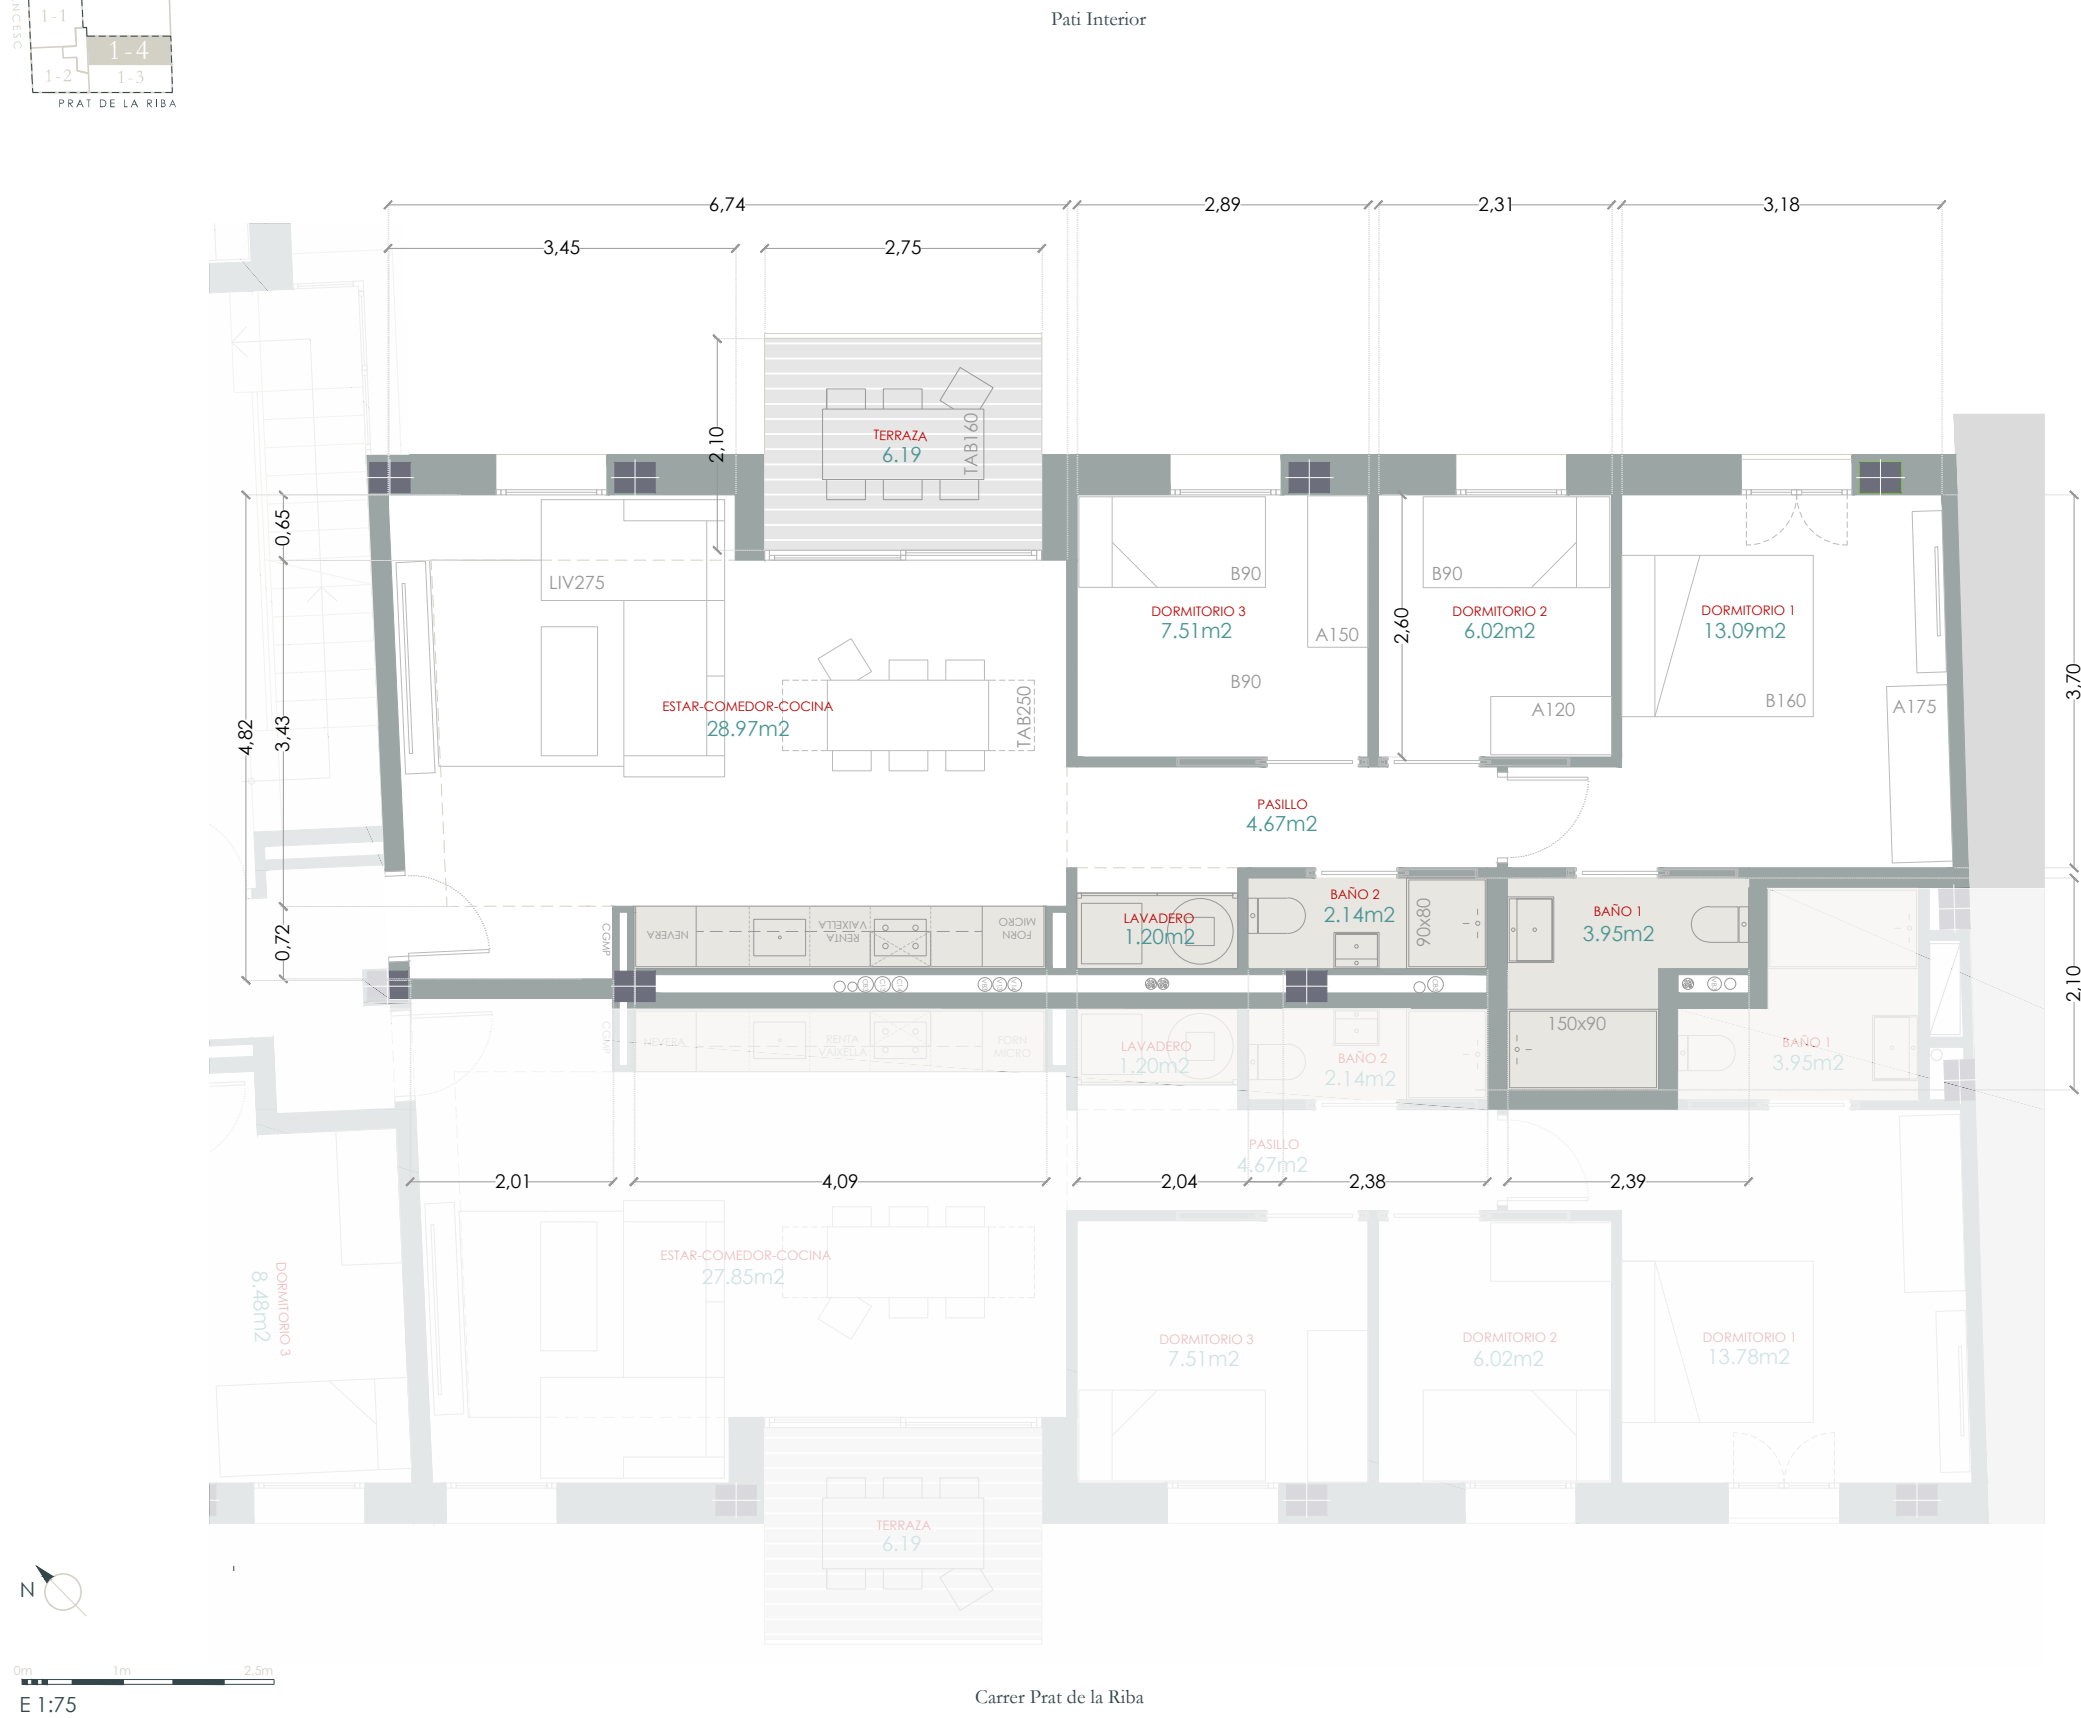 Pati Interior
1-1
1-4
1-2
1-3
PRAT DE LA RIBA
6,74
2,89
2,31
3,18
3,45
2,75
2,10
TERRAZA
6.19
TAB160
0,65
4,82
3,43
0,72
LIV275
ESTAR-COMEDOR-COCINA
28.97m2
TAB250
B90
DORMITORIO 3
7.51m2
A150
B90
2,60
B90
DORMITORIO 2
6.02m2
A120
DORMITORIO 1
13.09m2
B160
A175
3,70
PASILLO
4.67m2
CGMP
NEVERA
RENTA
VAIXELLA
FORN
MICRO
LAVADERO
1.20m2
BAÑO 2
2.14m2
90x80
BAÑO 1
3.95m2
150x90
2,10
CGMP
NEVERA
RENTA
VAIXELLA
FORN
MICRO
LAVADERO
1.20m2
BAÑO 2
2.14m2
BAÑO 1
3.95m2
PASILLO
4.67m2
2,01
4,09
2,04
2,38
2,39
ESTAR-COMEDOR-COCINA
27.85m2
DORMITORIO 3
8.48m2
DORMITORIO 3
7.51m2
DORMITORIO 2
6.02m2
DORMITORIO 1
13.78m2
TERRAZA
6.19
N
0m 1m 2,5m
E 1:75
Carrer Prat de la Riba